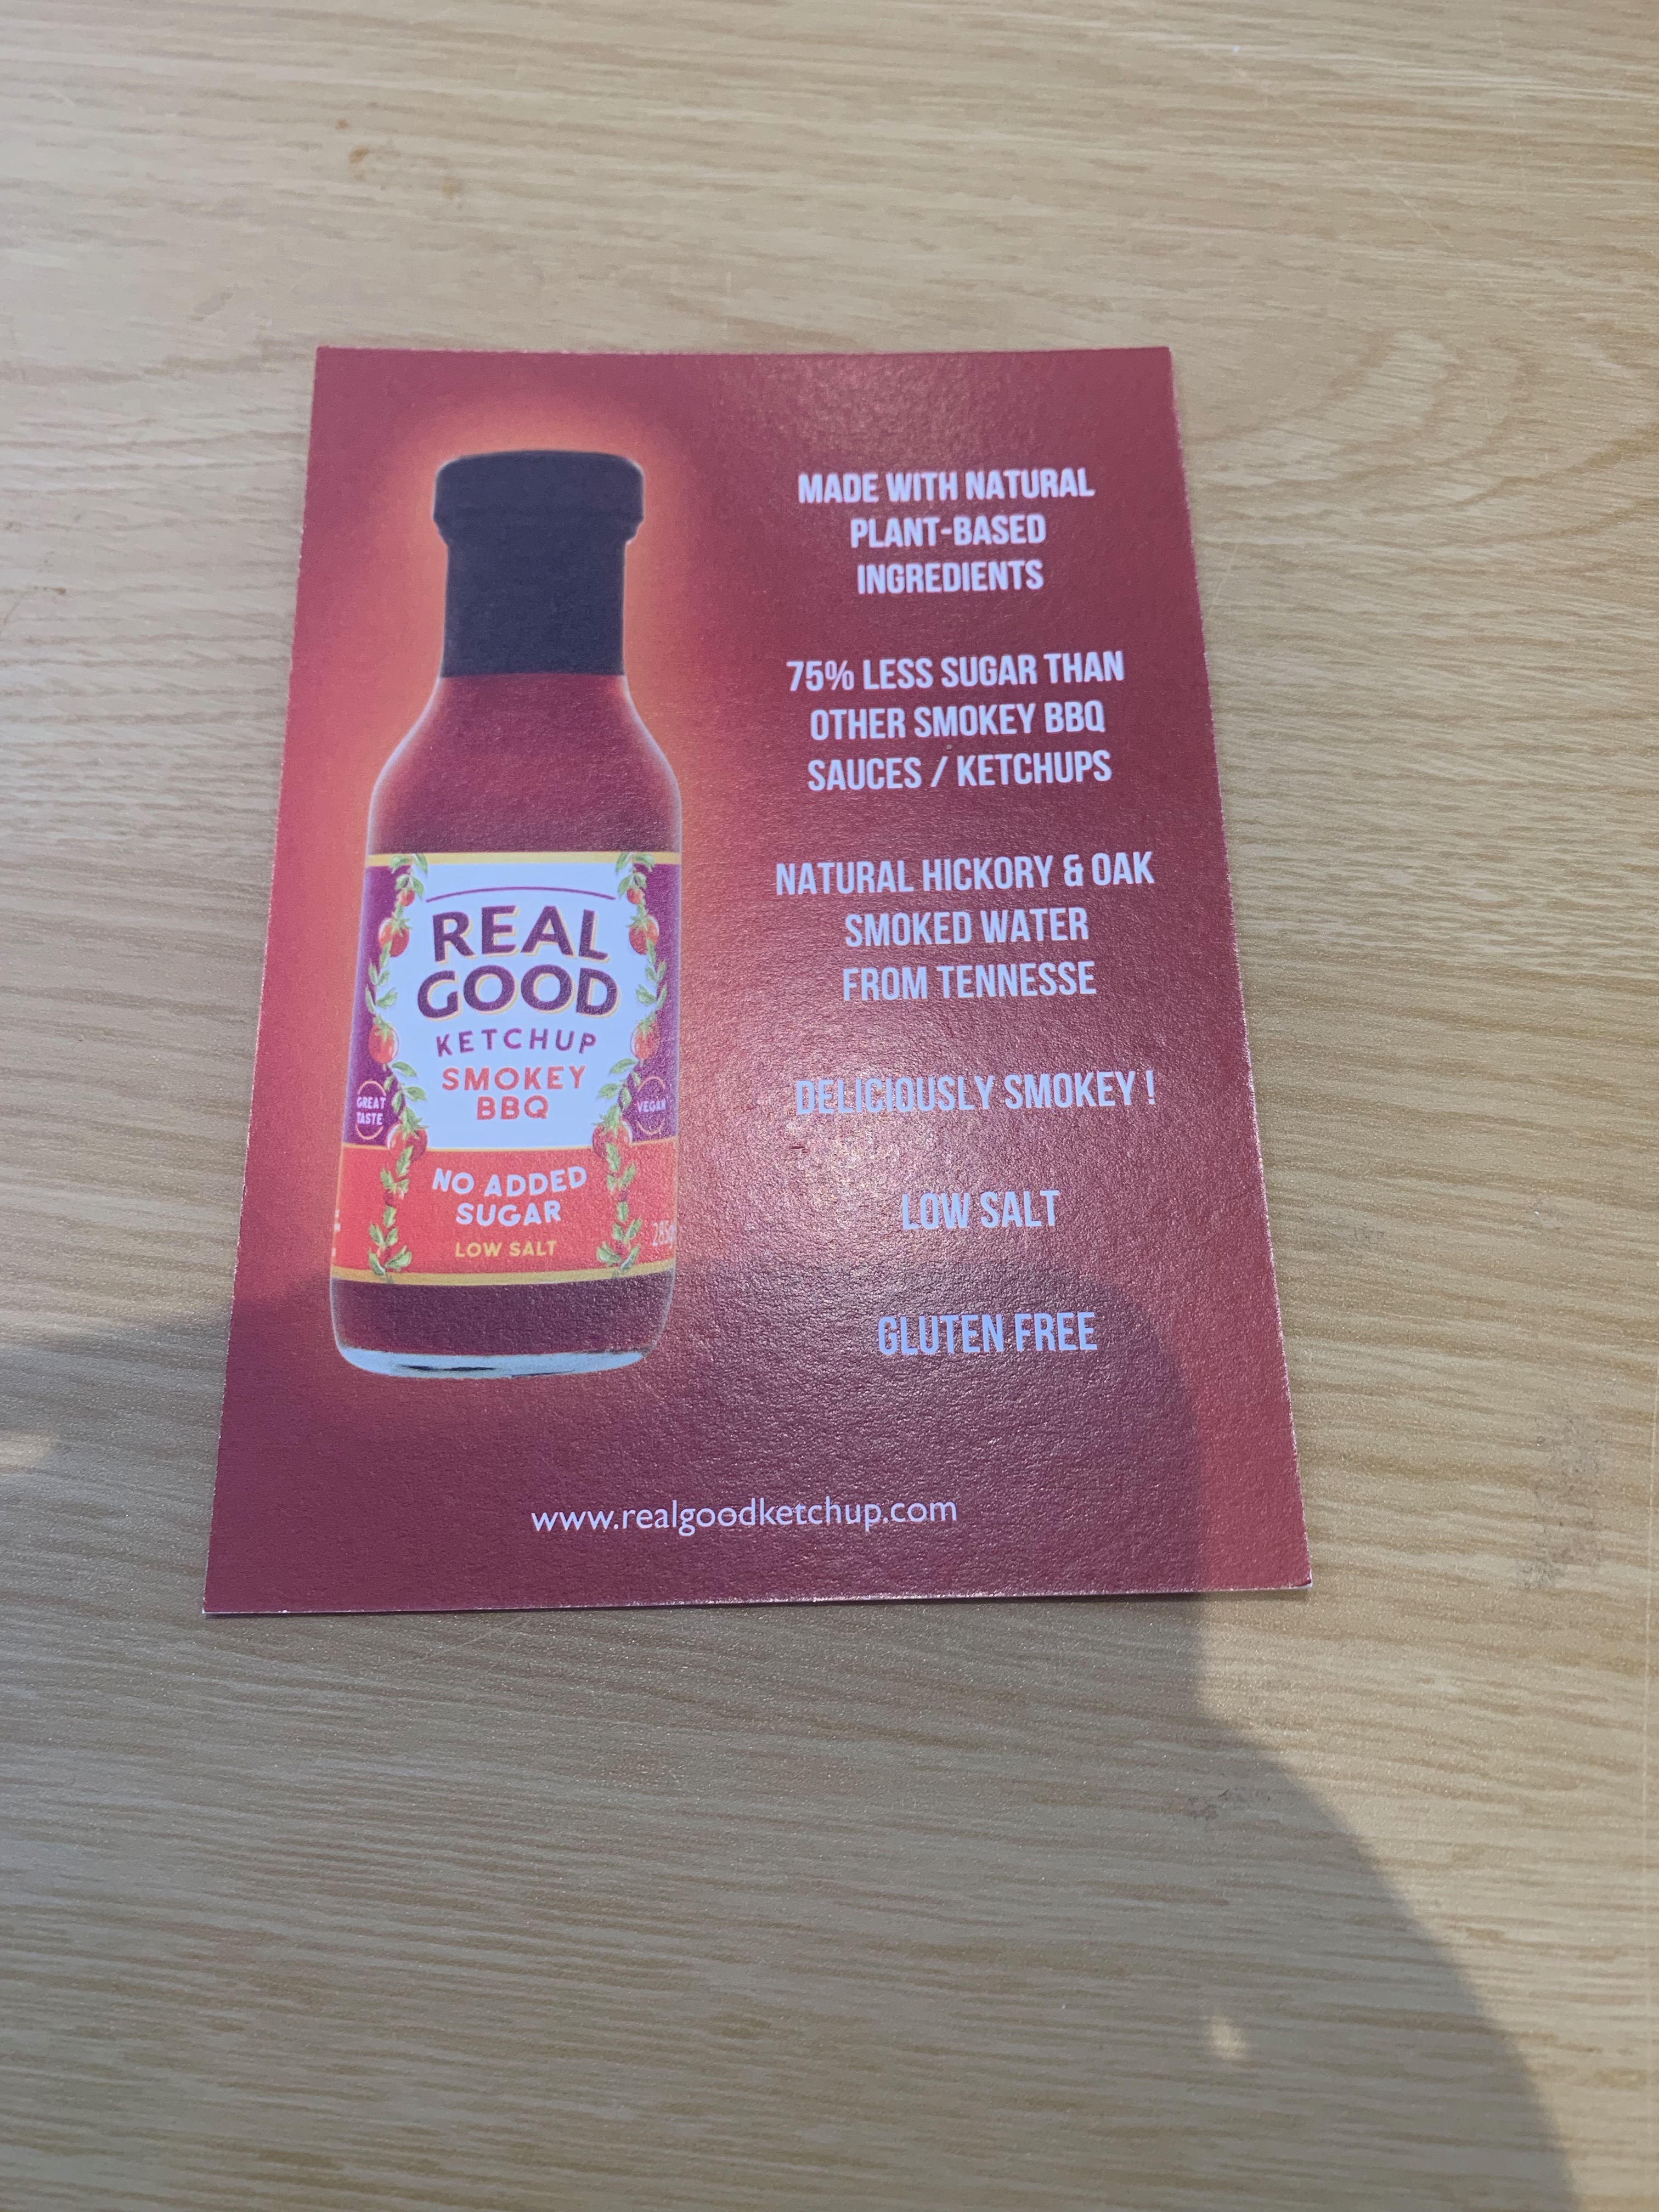 REAL
GOOD
KETCHUP
SMOKEY
BBQ
GREAT
TASTE
VEGAN
NO ADDED
SUGAR
LOW SALT
MADE WITH NATURAL
PLANT-BASED
INGREDIENTS
75% LESS SUGAR THAN
OTHER SMOKEY BBQ
SAUCES / KETCHUPS
NATURAL HICKORY & OAK
SMOKED WATER
FROM TENNESSE
DELICIOUSLY SMOKEY !
LOW SALT
GLUTEN FREE
www.realgoodketchup.com